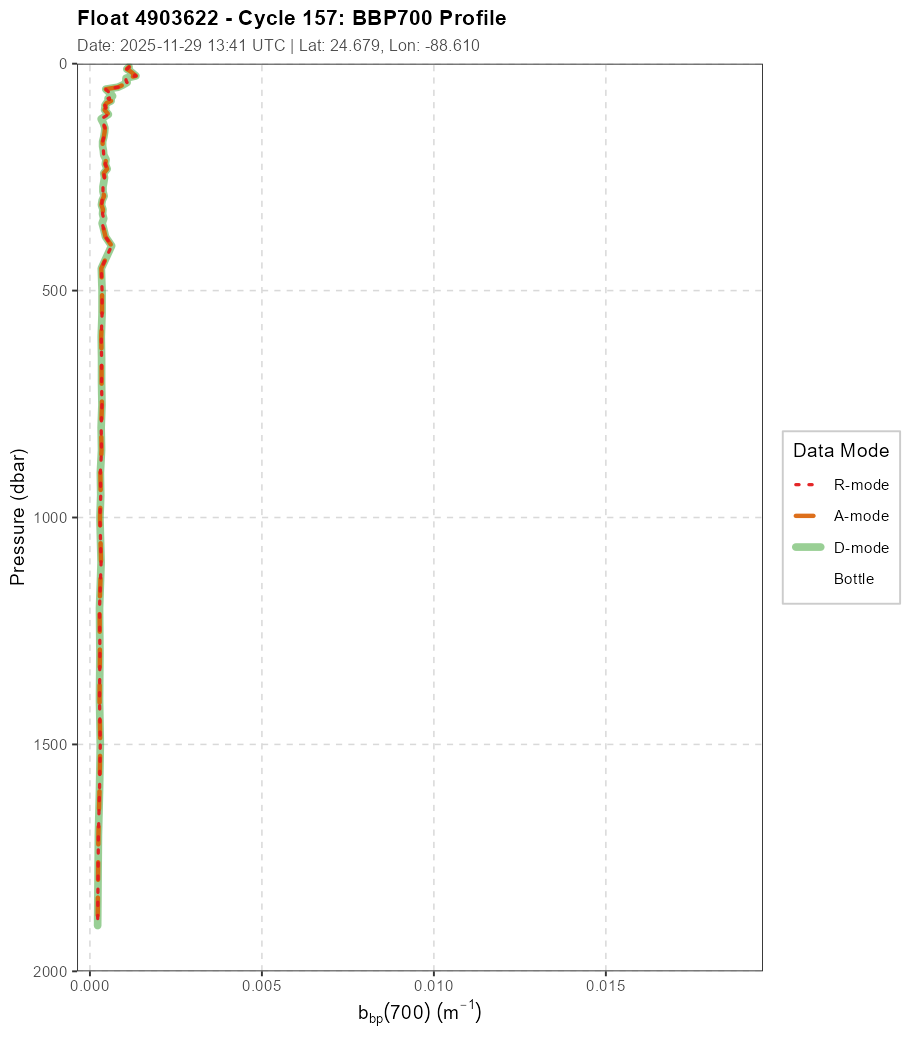 Float 4903622 - Cycle 157: BBP700 Profile
Date: 2025-11-29 13:41 UTC | Lat: 24.679, Lon: -88.610
0
500
1000
1500
2000
Pressure (dbar)
0.000
0.005
0.010
0.015
b_bp(700) (m⁻¹)
Data Mode
R-mode
A-mode
D-mode
Bottle